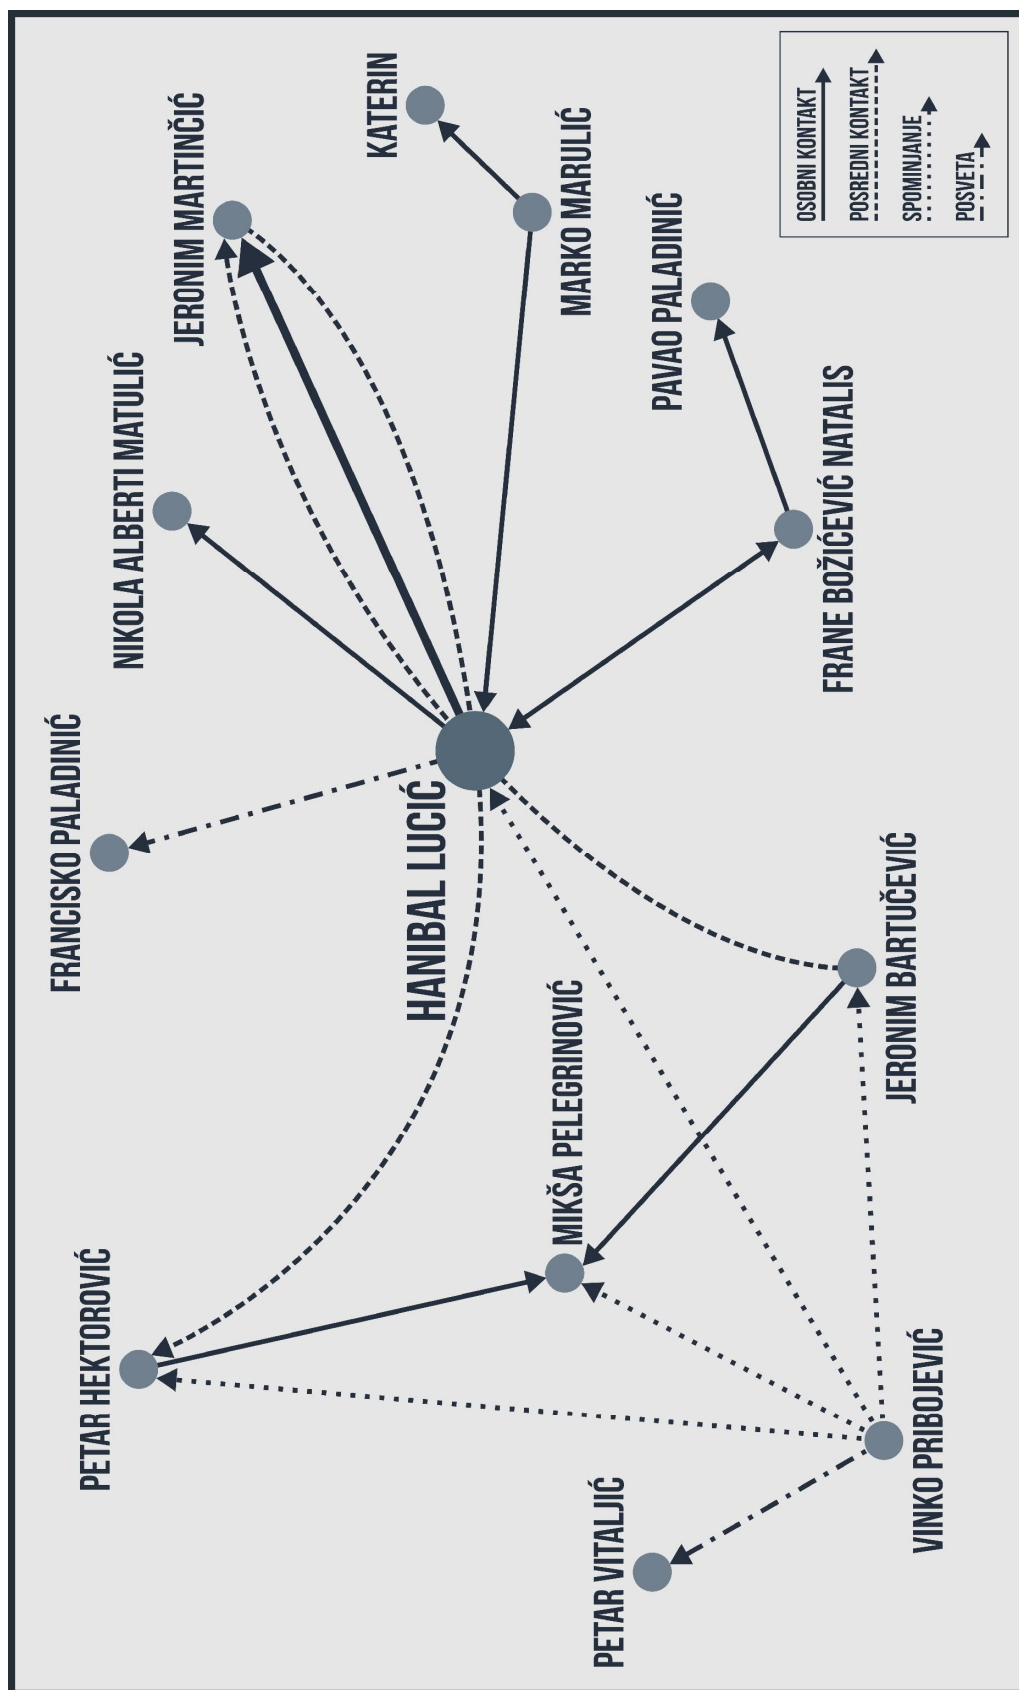 FRANCISKO PALADINIĆ
PETAR HEKTOROVIĆ
NIKOLA ALBERTI MATULIĆ
JERONIM MARTINČIĆ
KATERIN
HANIBAL LUCIĆ
MIKŠA PELEGRINOVIĆ
MARKO MARULIĆ
PETAR VITALJIĆ
PAVAO PALADINIĆ
FRANE BOŽIĆEVIĆ NATALIS
JERONIM BARTUČEVIĆ
VINKO PRIBOJEVIĆ
OSOBNI KONTAKT
POSREDNI KONTAKT
SPOMINJANJE
POSVETA